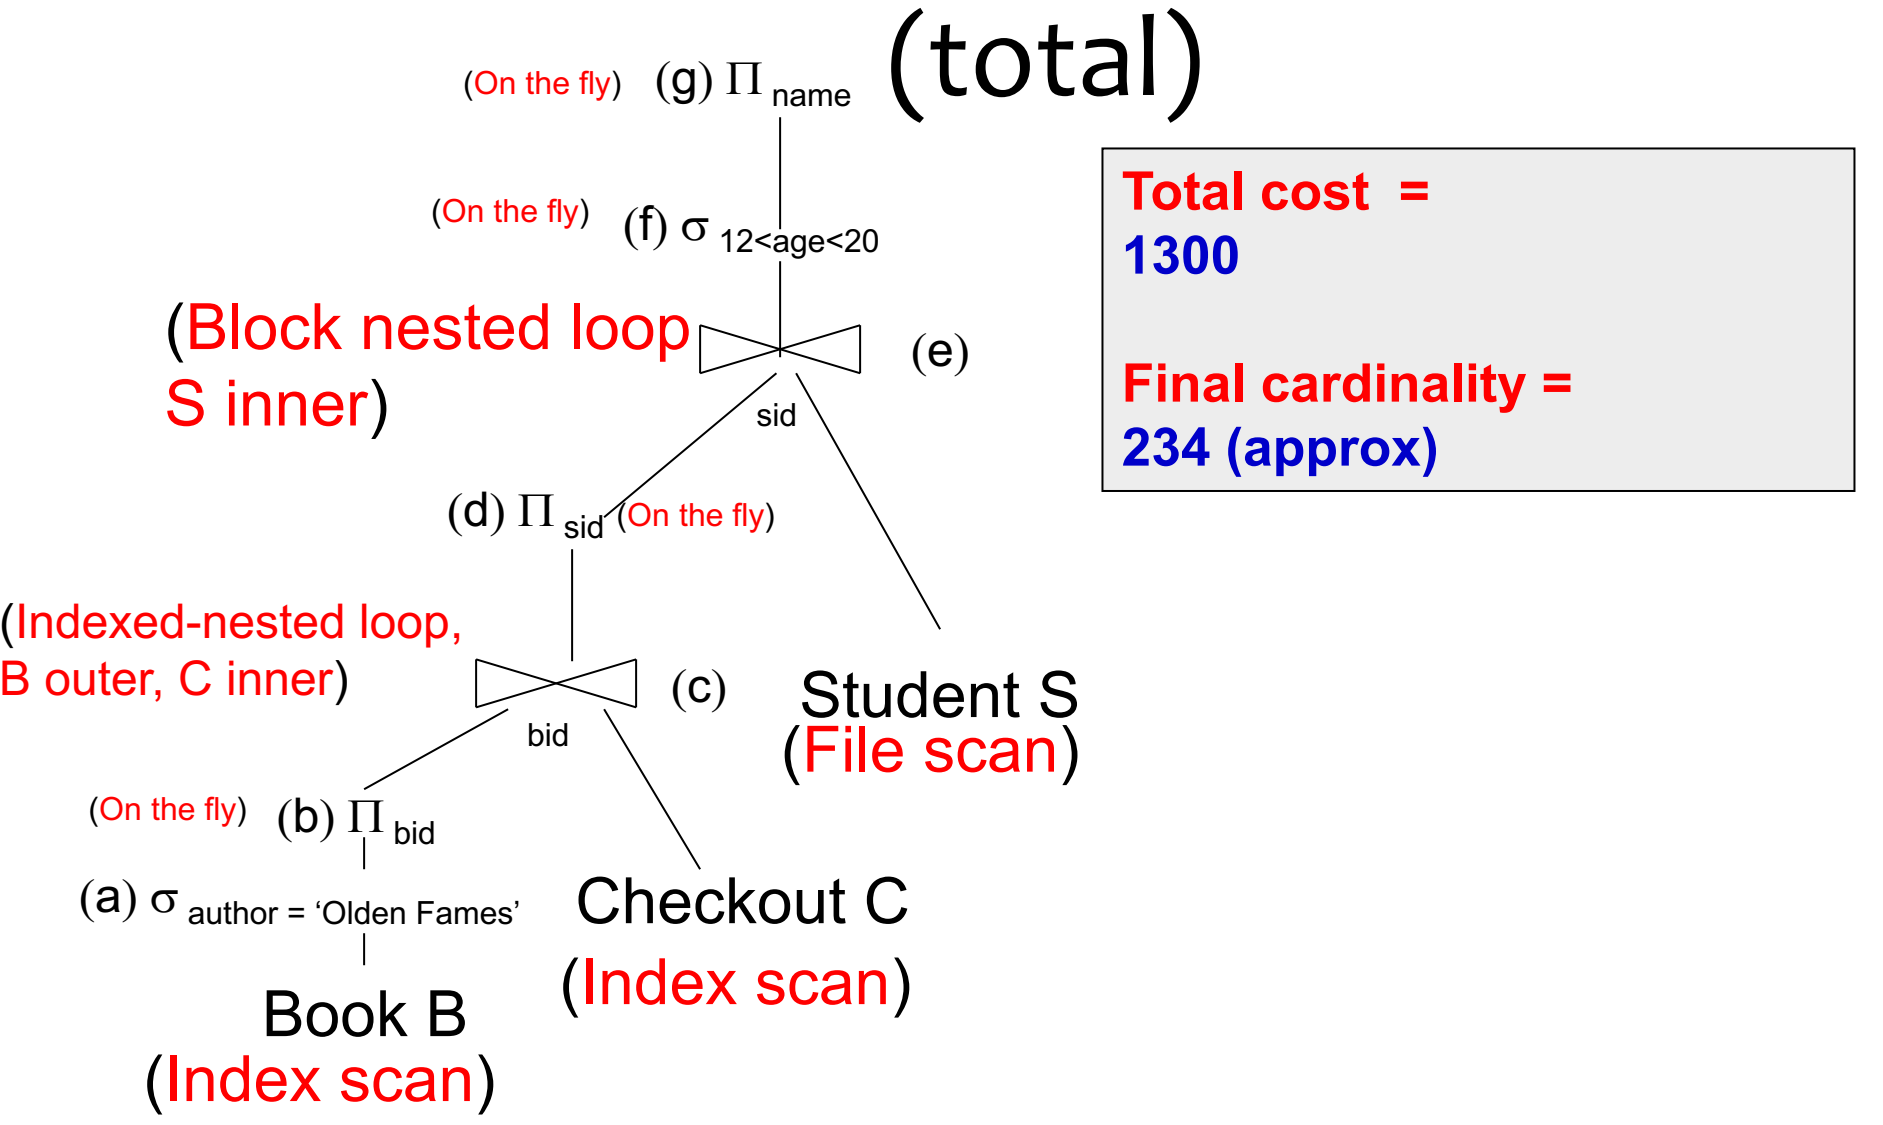 (total)
(On the fly) (g) Π name
(On the fly) (f) σ 12<age<20
Total cost =
1300
Final cardinality =
234 (approx)
(Block nested loop
S inner)
(e)
sid
(d) Π sid (On the fly)
(Indexed-nested loop,
B outer, C inner)
(c)
bid
Student S
(File scan)
(On the fly) (b) Π bid
(a) σ author = ‘Olden Fames’
Checkout C
(Index scan)
Book B
(Index scan)